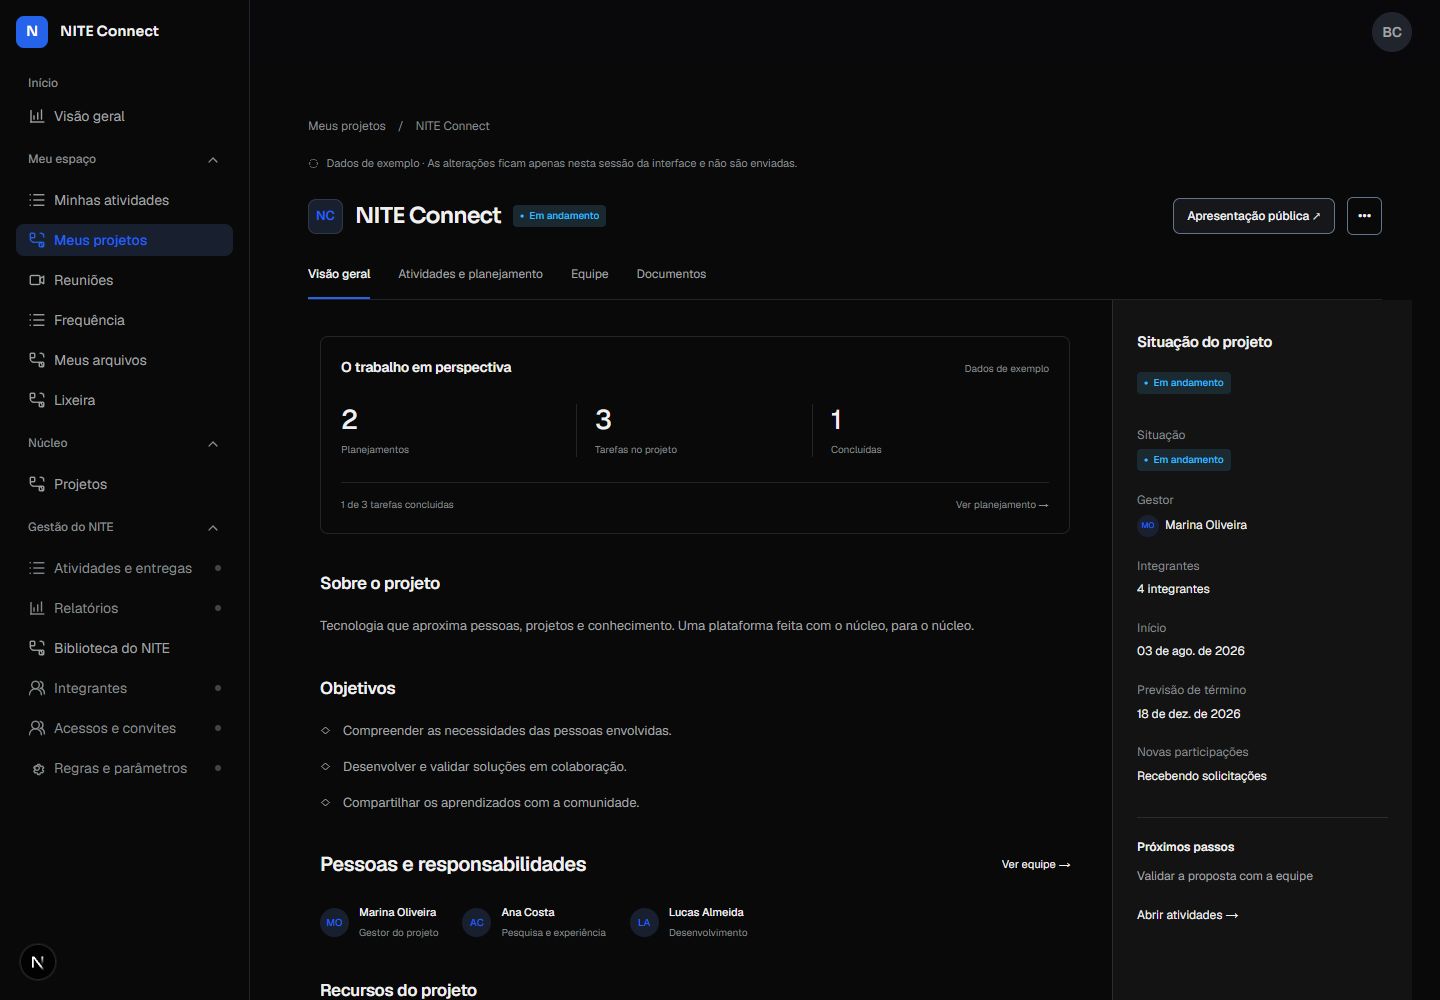 N NITE Connect
BC
Início
Visão geral
Meu espaço
Minhas atividades
Meus projetos
Reuniões
Frequência
Meus arquivos
Lixeira
Núcleo
Projetos
Gestão do NITE
Atividades e entregas
Relatórios
Biblioteca do NITE
Integrantes
Acessos e convites
Regras e parâmetros
N
Meus projetos / NITE Connect
Dados de exemplo · As alterações ficam apenas nesta sessão da interface e não são enviadas.
NC NITE Connect • Em andamento
Apresentação pública ↗ •••
Visão geral Atividades e planejamento Equipe Documentos
O trabalho em perspectiva Dados de exemplo
2 3 1
Planejamentos Tarefas no projeto Concluídas
1 de 3 tarefas concluídas Ver planejamento →
Sobre o projeto
Tecnologia que aproxima pessoas, projetos e conhecimento. Uma plataforma feita com o núcleo, para o núcleo.
Objetivos
Compreender as necessidades das pessoas envolvidas.
Desenvolver e validar soluções em colaboração.
Compartilhar os aprendizados com a comunidade.
Pessoas e responsabilidades Ver equipe →
MO Marina Oliveira
Gestor do projeto
AC Ana Costa
Pesquisa e experiência
LA Lucas Almeida
Desenvolvimento
Recursos do projeto
Situação do projeto
• Em andamento
Situação
• Em andamento
Gestor
MO Marina Oliveira
Integrantes
4 integrantes
Início
03 de ago. de 2026
Previsão de término
18 de dez. de 2026
Novas participações
Recebendo solicitações
Próximos passos
Validar a proposta com a equipe
Abrir atividades →